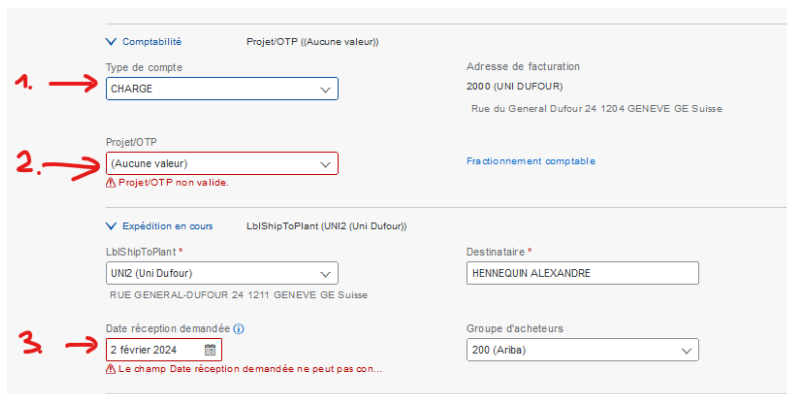 Comptabilité Projet/OTP ((Aucune valeur))
Type de compte Adresse de facturation
1. CHARGE 2000 (UNI DUFOUR)
Rue du General Dufour 24 1204 GENEVE GE Suisse
Projet/OTP
2. (Aucune valeur) Fractionnement comptable
Projet/OTP non valide.
Expédition en cours LblShipToPlant (UNI2 (Uni Dufour))
LblShipToPlant * Destinataire *
UNI2 (Uni Dufour) HENNEQUIN ALEXANDRE
RUE GENERAL-DUFOUR 24 1211 GENEVE GE Suisse
Date réception demandée Groupe d'acheteurs
3. 2 février 2024 200 (Ariba)
Le champ Date réception demandée ne peut pas con...